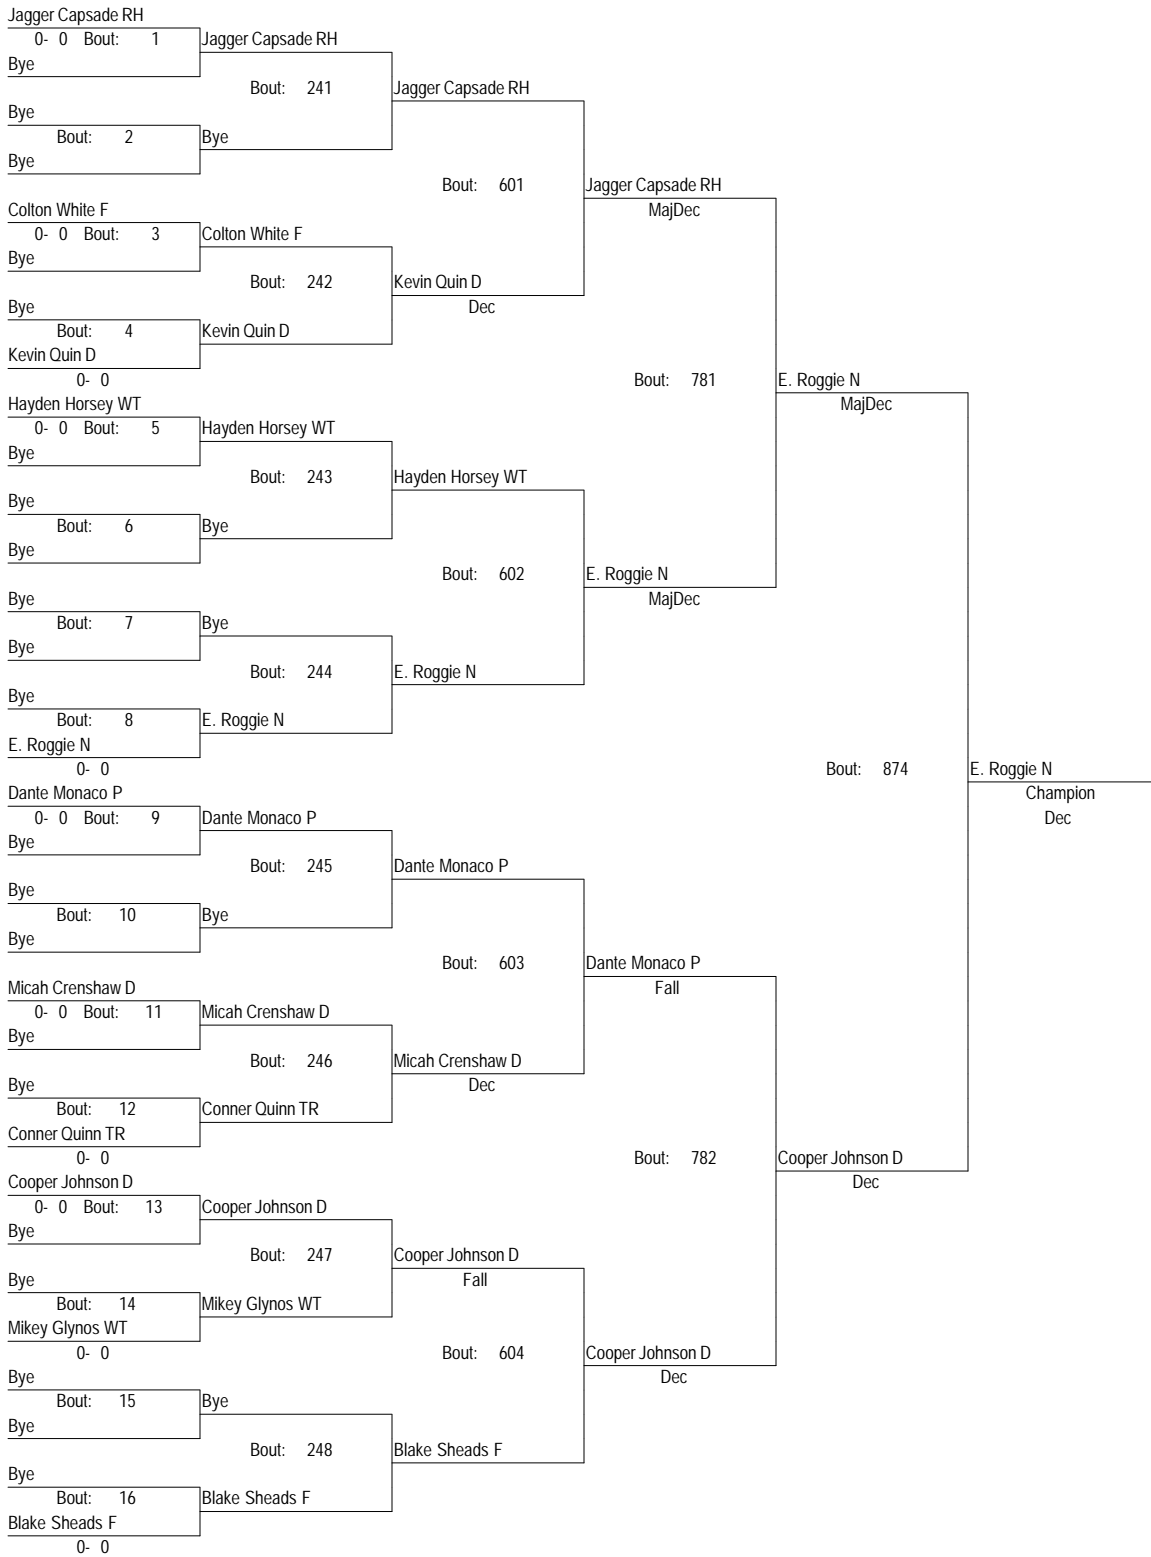 Jagger Capsade RH
0- 0 Bout: 1
Jagger Capsade RH
Bye
Bout: 241
Jagger Capsade RH
Bye
Bout: 2
Bye
Bye
Bout: 601
Jagger Capsade RH
MajDec
Colton White F
0- 0 Bout: 3
Colton White F
Bye
Bout: 242
Kevin Quin D
Dec
Bye
Bout: 4
Kevin Quin D
Kevin Quin D
0- 0
Bout: 781
E. Roggie N
MajDec
Hayden Horsey WT
0- 0 Bout: 5
Hayden Horsey WT
Bye
Bout: 243
Hayden Horsey WT
Bye
Bout: 6
Bye
Bye
Bout: 602
E. Roggie N
MajDec
Bye
Bout: 7
Bye
Bye
Bout: 244
E. Roggie N
Bye
Bout: 8
E. Roggie N
E. Roggie N
0- 0
Bout: 874
E. Roggie N
Champion
Dec
Dante Monaco P
0- 0 Bout: 9
Dante Monaco P
Bye
Bout: 245
Dante Monaco P
Bye
Bout: 10
Bye
Bye
Bout: 603
Dante Monaco P
Fall
Micah Crenshaw D
0- 0 Bout: 11
Micah Crenshaw D
Bye
Bout: 246
Micah Crenshaw D
Dec
Bye
Bout: 12
Conner Quinn TR
Conner Quinn TR
0- 0
Bout: 782
Cooper Johnson D
Dec
Cooper Johnson D
0- 0 Bout: 13
Cooper Johnson D
Bye
Bout: 247
Cooper Johnson D
Fall
Bye
Bout: 14
Mikey Glynos WT
Mikey Glynos WT
0- 0
Bout: 604
Cooper Johnson D
Dec
Bye
Bout: 15
Bye
Bye
Bout: 248
Blake Sheads F
Bye
Bout: 16
Blake Sheads F
Blake Sheads F
0- 0